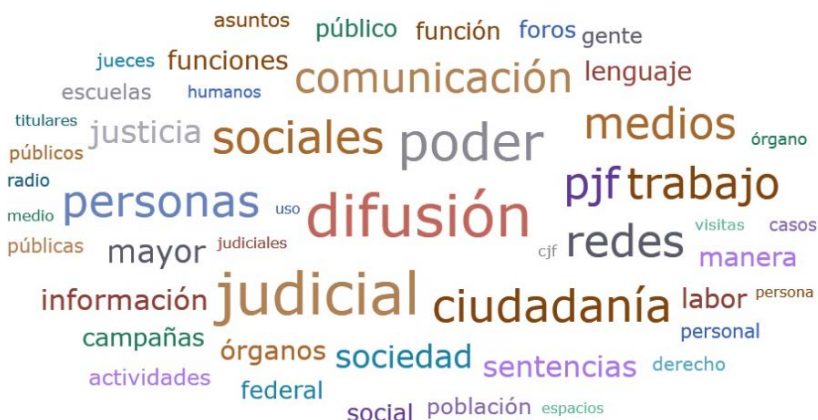 asuntos público función foros gente
jueces funciones comunicación lenguaje
escuelas humanos
titulares justicia sociales poder medios órgano
públicos
radio personas uso difusión pjf trabajo
medio judiciales cjf redes visitas casos
públicas mayor manera
información judicial ciudadanía labor persona
campañas órganos sociedad sentencias personal
actividades derecho
federal
social población espacios